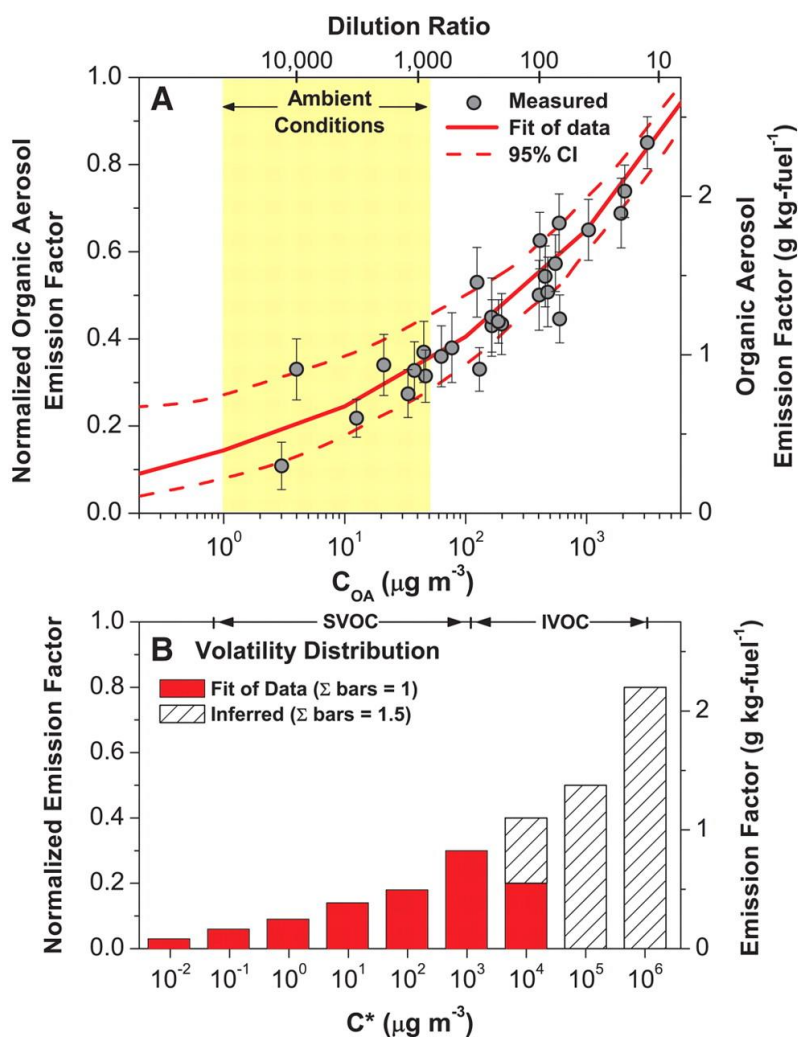 Dilution Ratio
10,000 1,000 100 10
A
Ambient
Conditions
Measured
Fit of data
95% CI
Normalized Organic Aerosol
Emission Factor
1.0
0.8
0.6
0.4
0.2
0.0
Organic Aerosol
Emission Factor (g kg-fuel⁻¹)
2
1
0
10⁰ 10¹ 10² 10³
C_OA (μg m⁻³)
SVOC IVOC
B Volatility Distribution
Fit of Data (Σ bars = 1)
Inferred (Σ bars = 1.5)
Normalized Emission Factor
1.0
0.8
0.6
0.4
0.2
0.0
Emission Factor (g kg-fuel⁻¹)
2
1
0
10⁻² 10⁻¹ 10⁰ 10¹ 10² 10³ 10⁴ 10⁵ 10⁶
C* (μg m⁻³)